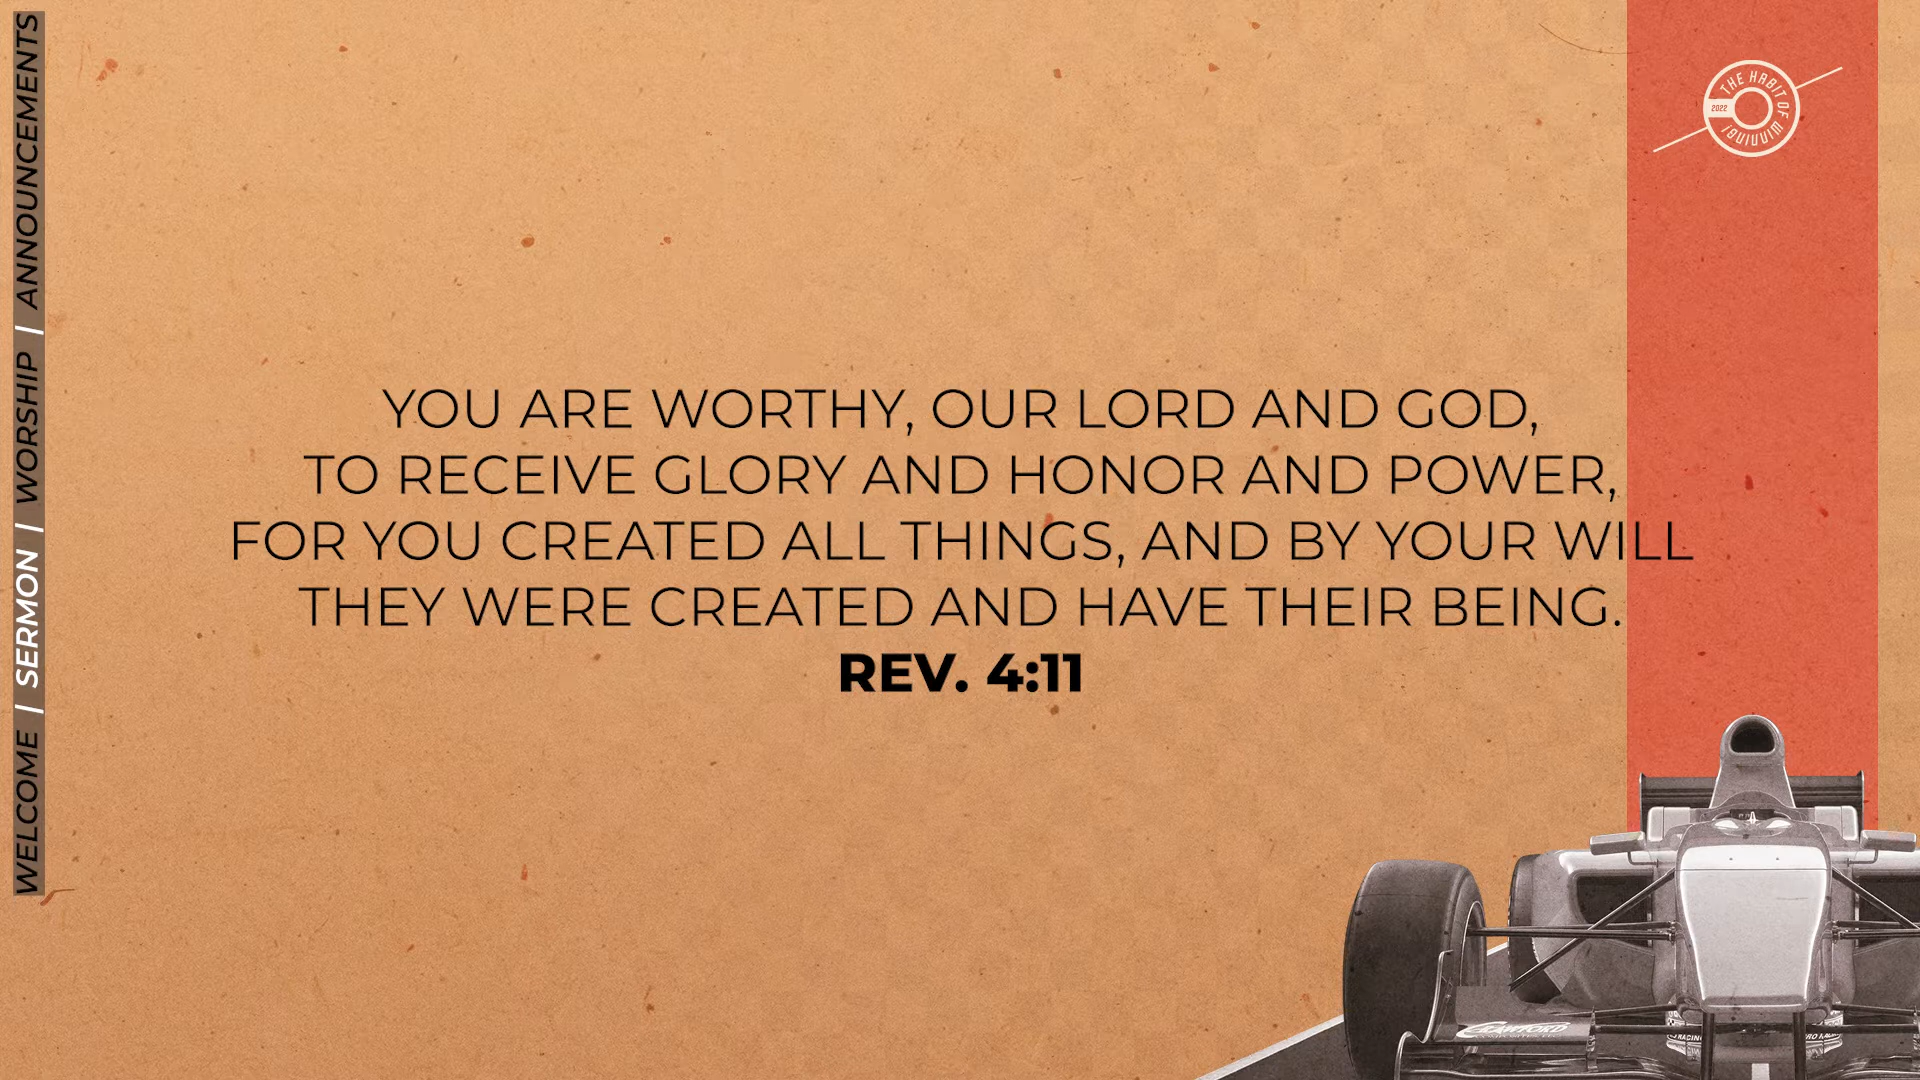 WELCOME | SERMON | WORSHIP | ANNOUNCEMENTS
THE HABIT OF WINNING!
2022
YOU ARE WORTHY, OUR LORD AND GOD,
TO RECEIVE GLORY AND HONOR AND POWER,
FOR YOU CREATED ALL THINGS, AND BY YOUR WILL
THEY WERE CREATED AND HAVE THEIR BEING.
REV. 4:11
CRAWFORD
RACING